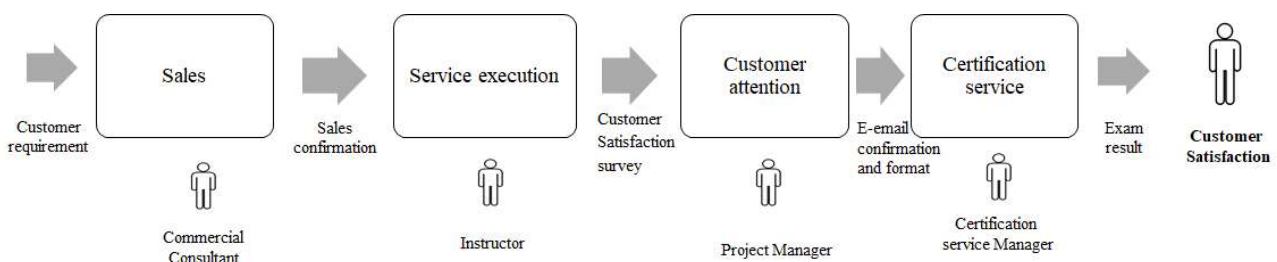 Sales
Service execution
Customer
attention
Certification
service
Customer
requirement
Sales
confirmation
Customer
Satisfaction
survey
E-email
confirmation
and format
Exam
result
Customer
Satisfaction
Commercial
Consultant
Instructor
Project Manager
Certification
service Manager